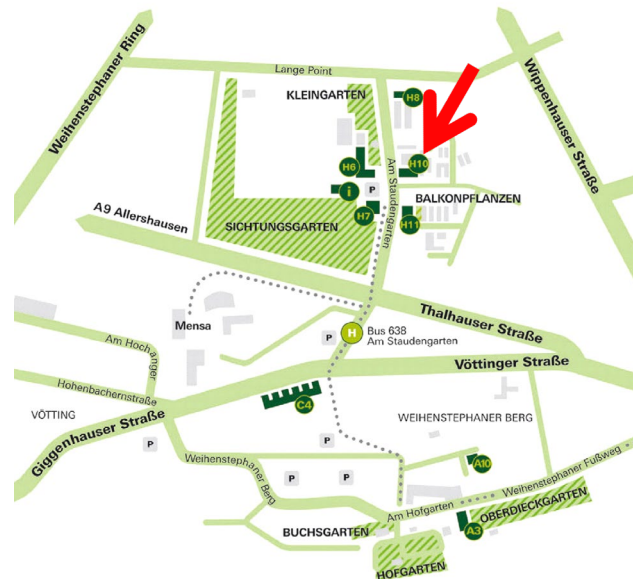 Weihenstephaner Ring
Lange Point
Wippenhauser Straße
KLEINGARTEN
H8
H10
H6
i
P
Am Staudengarten
BALKONPFLANZEN
H7
H11
SICHTUNGSGARTEN
A9 Allershausen
Thalhauser Straße
Mensa
H
Bus 638
Am Staudengarten
P
Am Hochanger
Vöttinger Straße
Hohenbachernstraße
C4
VÖTTING
Giggenhauser Straße
WEIHENSTEPHANER BERG
P
P
Weihenstephaner Berg
P
P
A10
Weihenstephaner Fußweg
Am Hofgarten
OBERDIECKGARTEN
BUCHSGARTEN
A3
HOFGARTEN